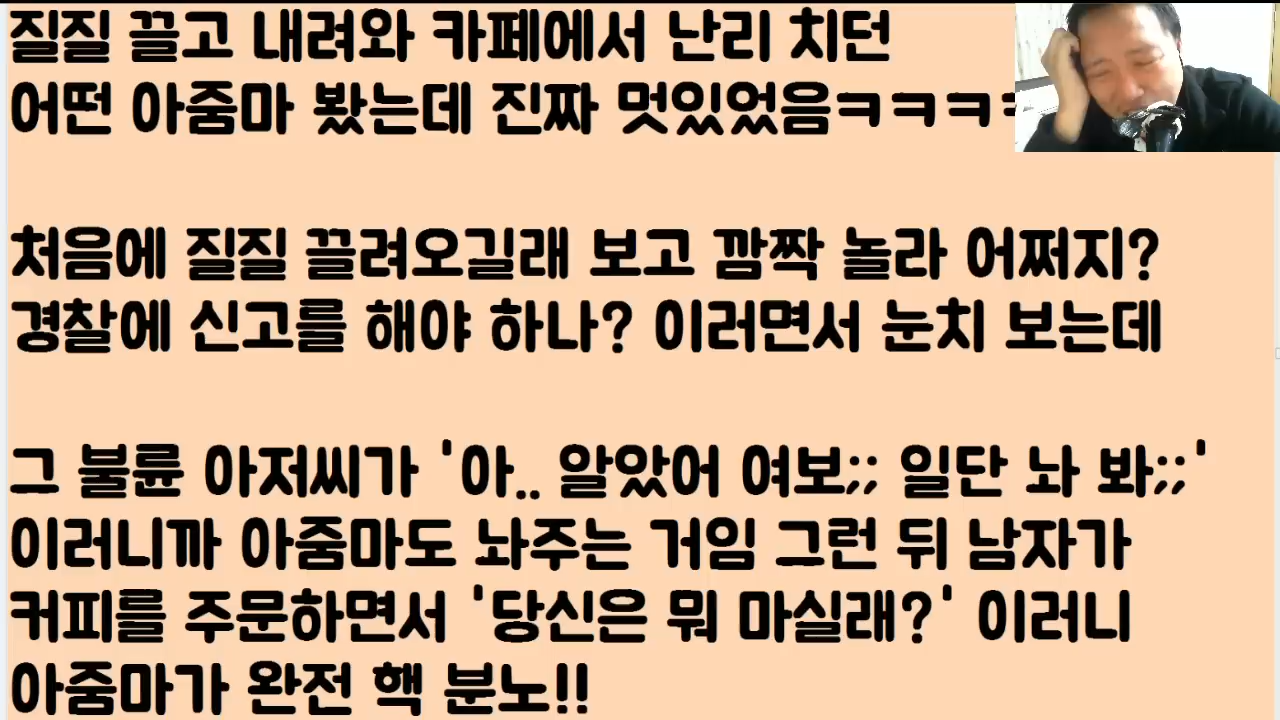 질질 끌고 내려와 카페에서 난리 치던
어떤 아줌마 봤는데 진짜 멋있었음ㅋㅋㅋ
처음에 질질 끌려오길래 보고 깜짝 놀라 어쩌지?
경찰에 신고를 해야 하나? 이러면서 눈치 보는데
그 불륜 아저씨가 '아.. 알았어 여보;; 일단 놔 봐;;'
이러니까 아줌마도 놔주는 거임 그런 뒤 남자가
커피를 주문하면서 '당신은 뭐 마실래?' 이러니
아줌마가 완전 핵 분노!!